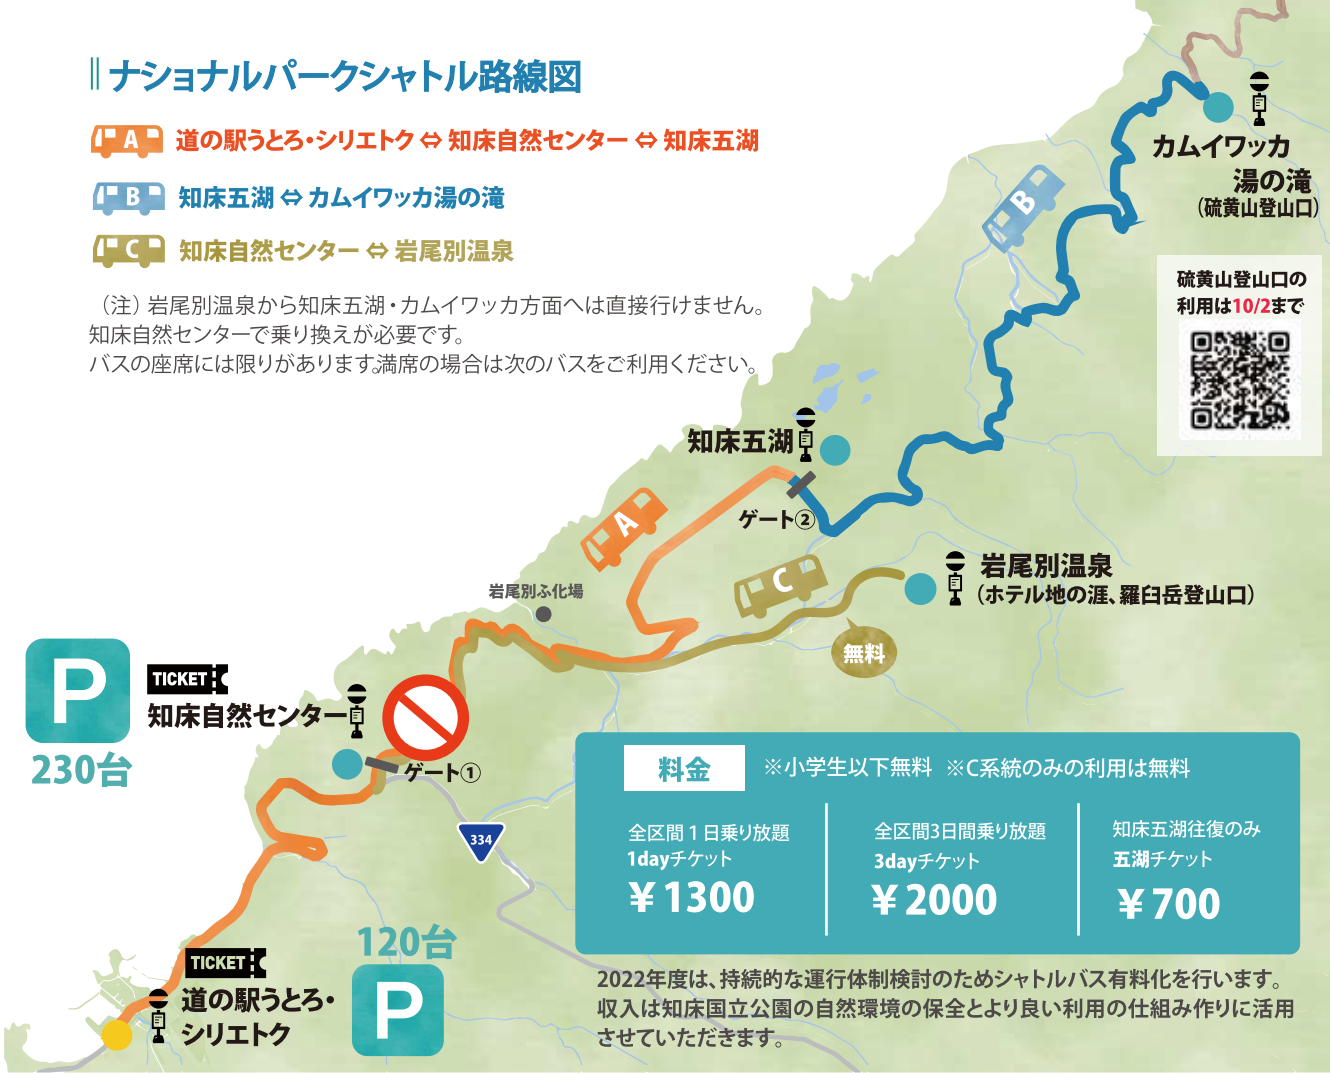 ナショナルパークシャトル路線図
A 道の駅うとろ・シリエトク ⇔ 知床自然センター ⇔ 知床五湖
B 知床五湖 ⇔ カムイワッカ湯の滝
C 知床自然センター ⇔ 岩尾別温泉
（注）岩尾別温泉から知床五湖・カムイワッカ方面へは直接行けません。
知床自然センターで乗り換えが必要です。
バスの座席には限りがあります。満席の場合は次のバスをご利用ください。
カムイワッカ
湯の滝
（硫黄山登山口）
B
硫黄山登山口の
利用は10/2まで
知床五湖
ゲート②
A
C
岩尾別温泉
（ホテル地の涯、羅臼岳登山口）
岩尾別ふ化場
無料
P
230台
TICKET
知床自然センター
ゲート①
334
料金
※小学生以下無料 ※C系統のみの利用は無料
全区間１日乗り放題
1dayチケット
￥1300
全区間3日間乗り放題
3dayチケット
￥2000
知床五湖往復のみ
五湖チケット
￥700
120台
P
TICKET
道の駅うとろ・
シリエトク
2022年度は、持続的な運行体制検討のためシャトルバス有料化を行います。
収入は知床国立公園の自然環境の保全とより良い利用の仕組み作りに活用
させていただきます。